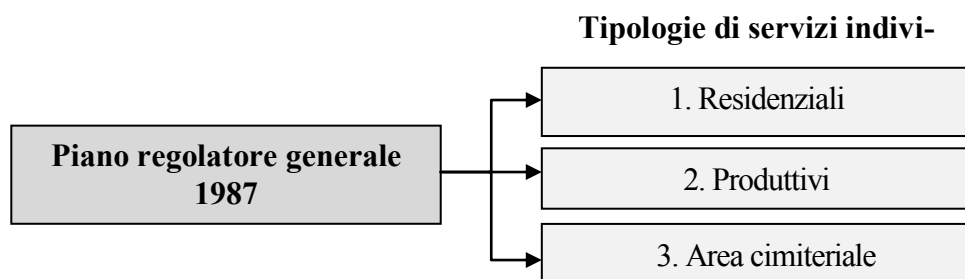 Tipologie di servizi indivi-
1. Residenziali
Piano regolatore generale
1987
2. Produttivi
3. Area cimiteriale